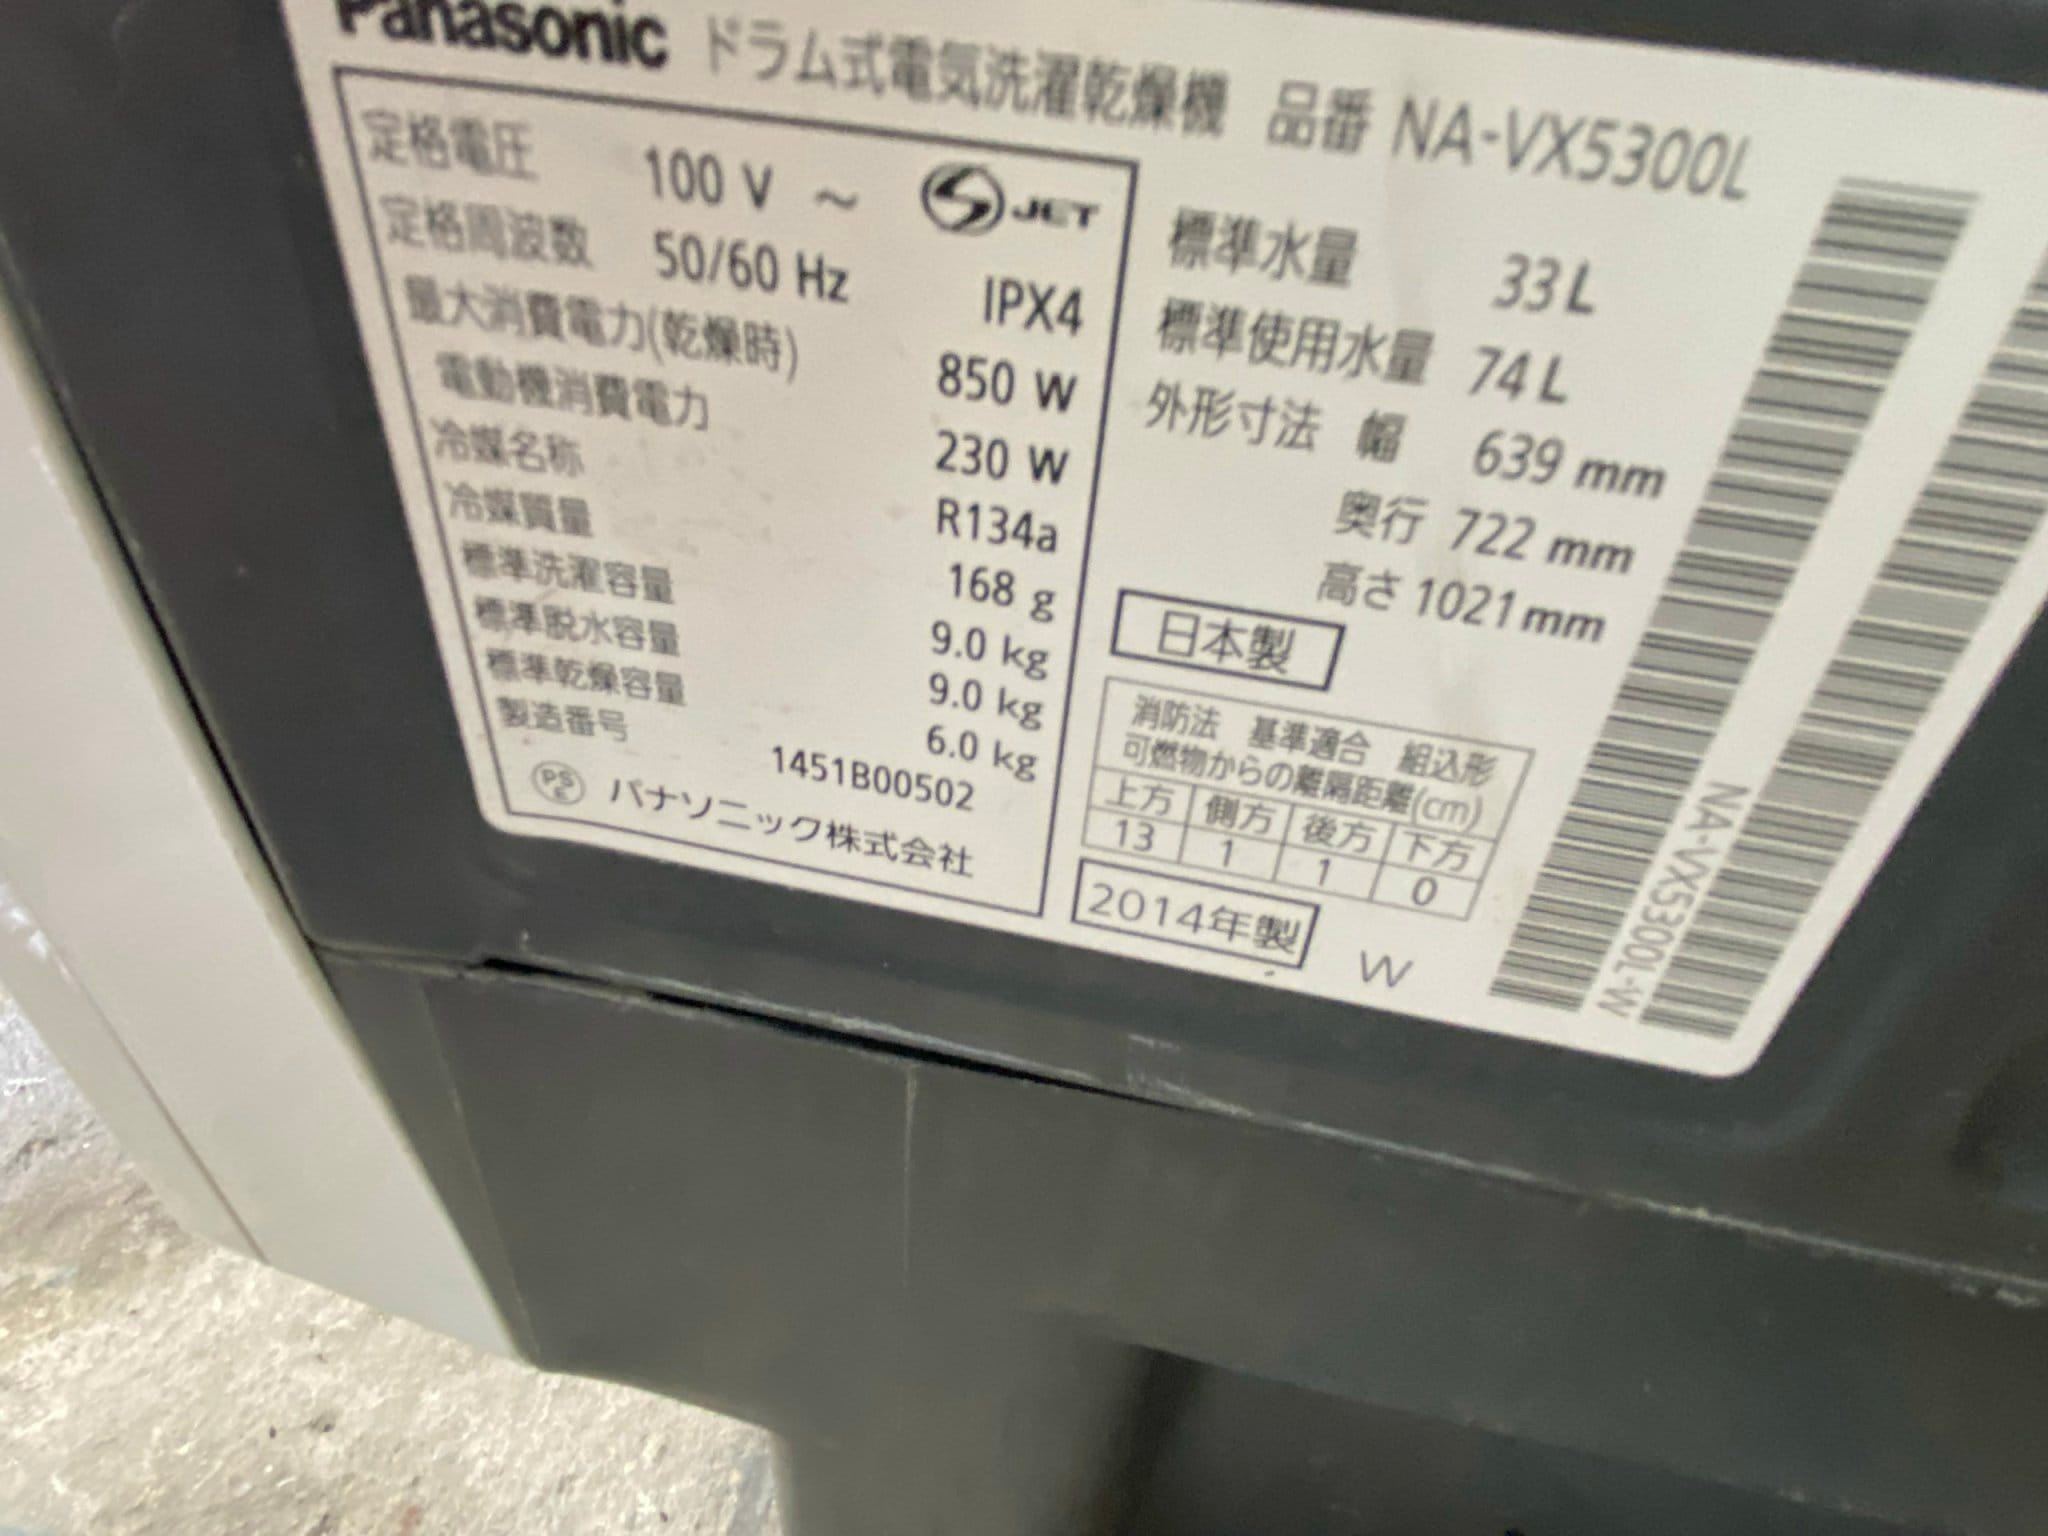 Panasonic ドラム式電気洗濯乾燥機 品番 NA-VX5300L
定格電圧 100 V ~ JET
定格周波数 50/60 Hz IPX4
最大消費電力(乾燥時) 850 W
電動機消費電力 230 W
冷媒名称 R134a
冷媒質量 168 g
標準洗濯容量 9.0 kg
標準脱水容量 9.0 kg
標準乾燥容量 6.0 kg
製造番号 1451B00502
PS E パナソニック株式会社
標準水量 33 L
標準使用水量 74 L
外形寸法 幅 639 mm
奥行 722 mm
高さ 1021 mm
日本製
消防法 基準適合 組込形
可燃物からの離隔距離(cm)
上方 側方 後方 下方
13 1 1 0
2014年製 W
NA-VX5300L-W